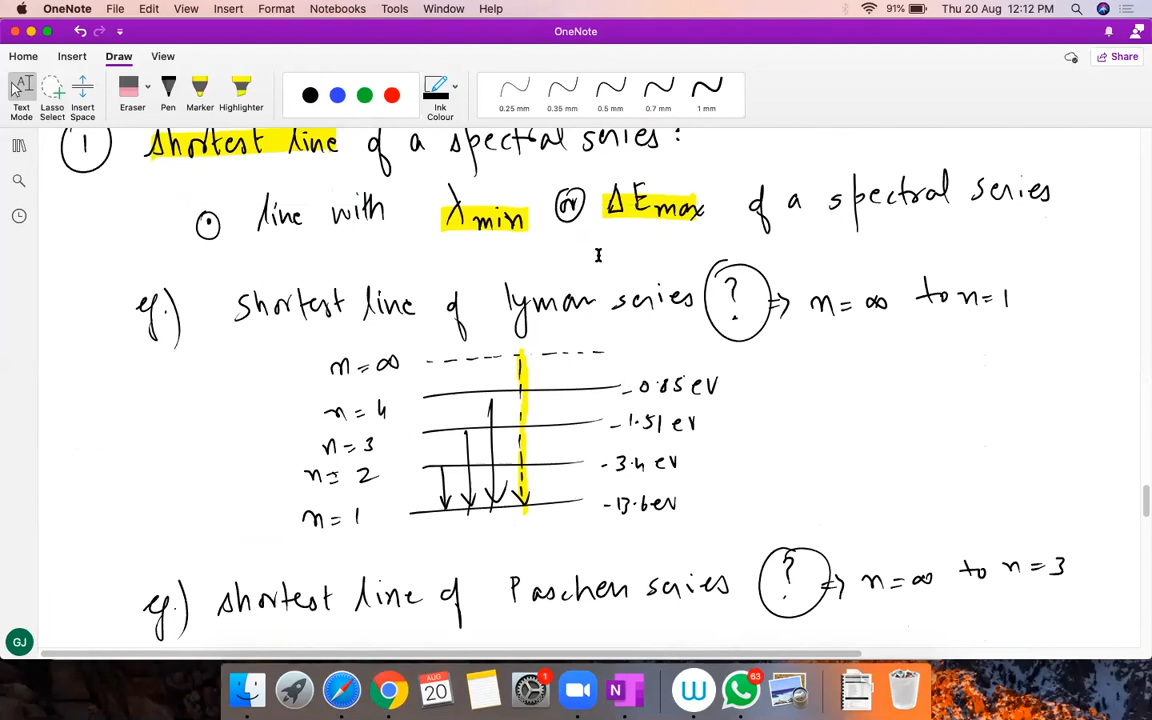 OneNote File Edit View Insert Format Notebooks Tools Window Help 91% Thu 20 Aug 12:12 PM
OneNote
Home Insert Draw View Share
Text Mode Lasso Select Insert Space Eraser Pen Marker Highlighter Ink Colour 0.25 mm 0.35 mm 0.5 mm 0.7 mm 1 mm
1 shortest line of a spectral series :
line with λmin or ΔEmax of a spectral series
eg.) shortest line of lyman series ? ⇒ n = ∞ to n = 1
n = ∞
n = 4 - 0.85 eV
n = 3 - 1.51 eV
n = 2 - 3.4 eV
n = 1 - 13.6 eV
eg.) shortest line of Paschen series ? ⇒ n = ∞ to n = 3
GJ
AUG 20 1 N W 63